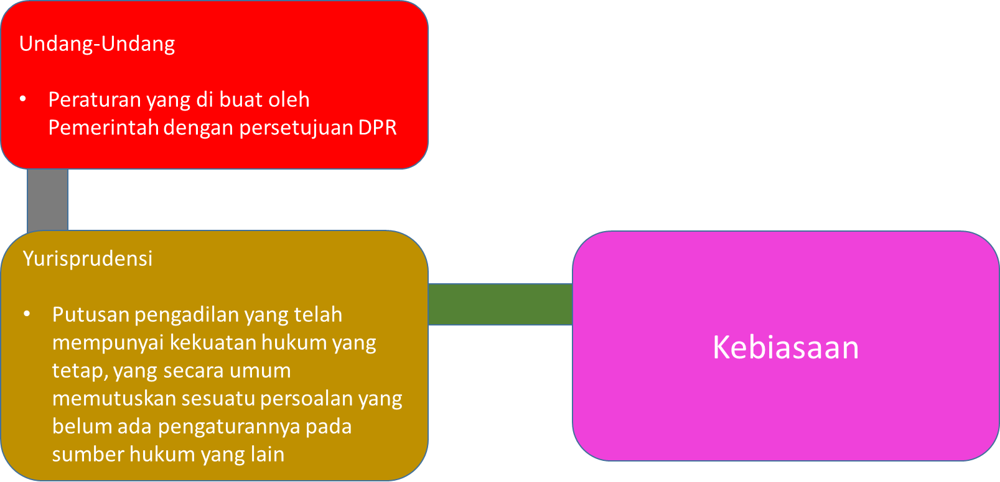 Undang-Undang
• Peraturan yang di buat oleh
Pemerintah dengan persetujuan DPR
Yurisprudensi
• Putusan pengadilan yang telah
mempunyai kekuatan hukum yang
tetap, yang secara umum
memutuskan sesuatu persoalan yang
belum ada pengaturannya pada
sumber hukum yang lain
Kebiasaan